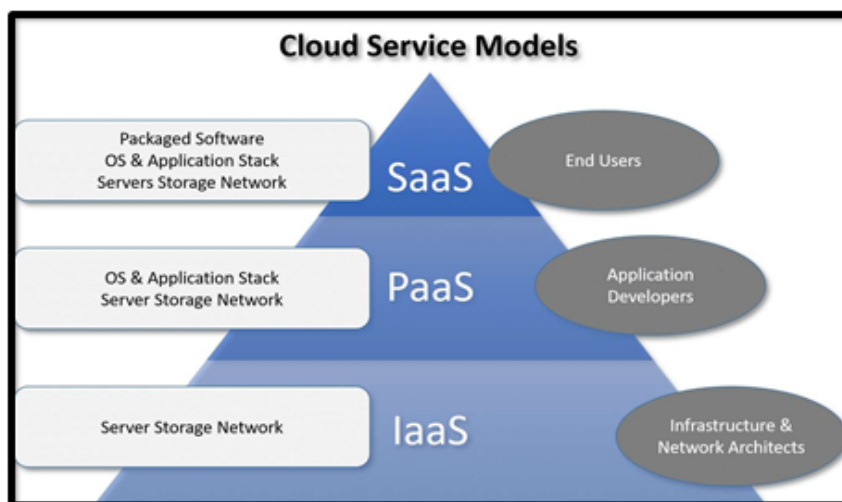 Cloud Service Models
Packaged Software
OS & Application Stack
Servers Storage Network
SaaS
End Users
OS & Application Stack
Server Storage Network
PaaS
Application
Developers
Server Storage Network
IaaS
Infrastructure &
Network Architects